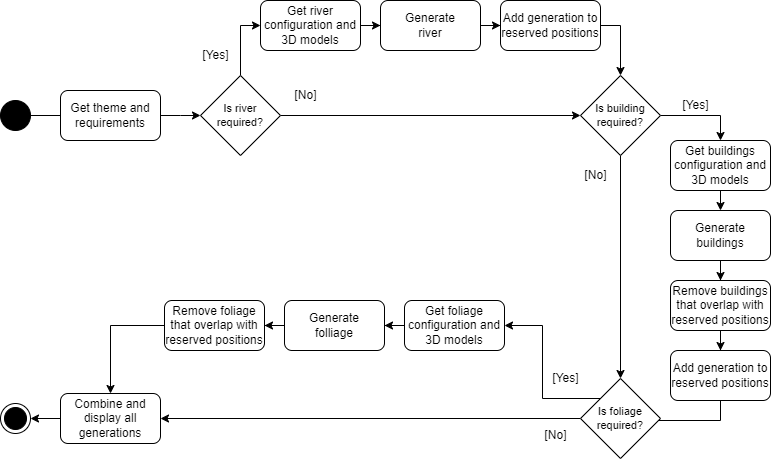 Get river
configuration and
3D models
Generate
river
Add generation to
reserved positions
[Yes]
Get theme and
requirements
Is river
required?
[No]
Is building
required?
[Yes]
[No]
Get buildings
configuration and
3D models
Generate
buildings
Remove buildings
that overlap with
reserved positions
Add generation to
reserved positions
Remove foliage
that overlap with
reserved positions
Generate
folliage
Get foliage
configuration and
3D models
[Yes]
Is foliage
required?
[No]
Combine and
display all
generations